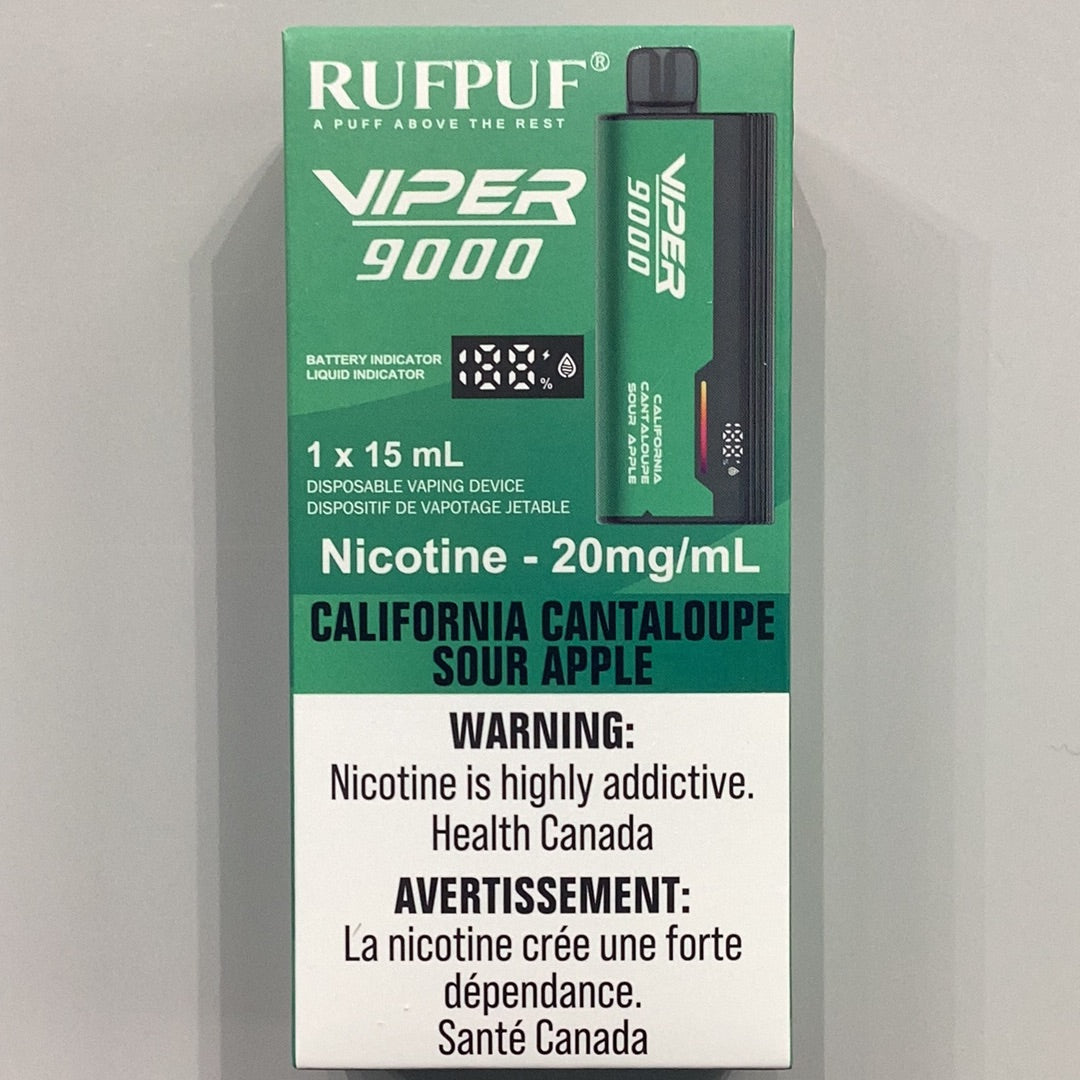 RUFPUF®
A PUFF ABOVE THE REST
VIPER
9000
BATTERY INDICATOR
LIQUID INDICATOR
188
%
1 x 15 mL
DISPOSABLE VAPING DEVICE
DISPOSITIF DE VAPOTAGE JETABLE
VIPER
9000
CALIFORNIA
CANTALOUPE
SOUR APPLE
188
Nicotine - 20mg/mL
CALIFORNIA CANTALOUPE
SOUR APPLE
WARNING:
Nicotine is highly addictive.
Health Canada
AVERTISSEMENT:
La nicotine crée une forte
dépendance.
Santé Canada